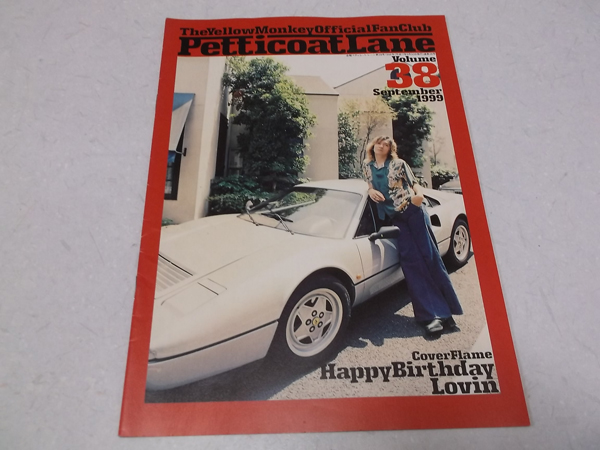 TheYellowMonkeyOfficialFanClub
PetticoatLane
Volume
38
September
1999
CoverFlame
HappyBirthday
Lovin